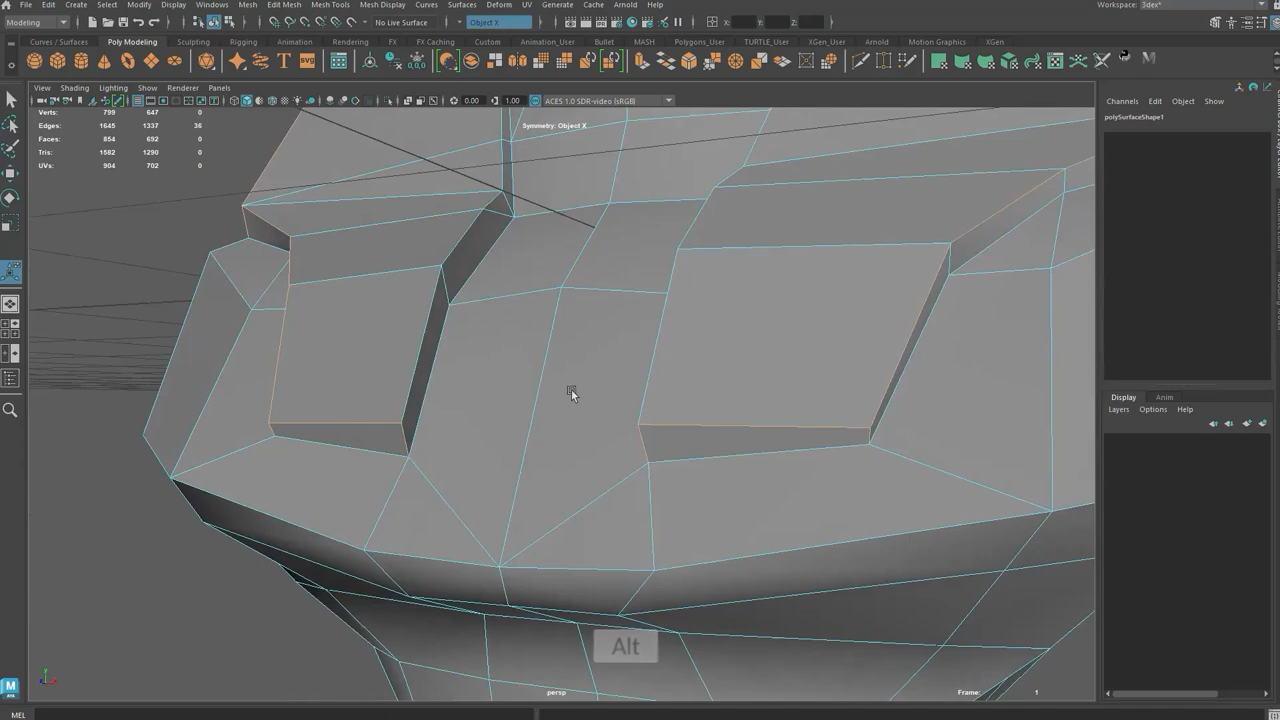 File Edit Create Select Modify Display Windows Mesh Edit Mesh Mesh Tools Mesh Display Curves Surfaces Deform UV Generate Cache Arnold Help Workspace: 3dex*
Modeling No Live Surface Object X X: Y: Z:
Curves / Surfaces Poly Modeling Sculpting Rigging Animation Rendering FX FX Caching Custom Animation_User Bullet MASH Polygons_User TURTLE_User XGen_User Arnold Motion Graphics XGen
View Shading Lighting Show Renderer Panels
0.00 1.00 ACES 1.0 SDR-video (sRGB)
Channels Edit Object Show
polySurfaceShape1
Verts: 799 647 0
Edges: 1645 1337 36
Faces: 854 692 0
Tris: 1582 1290 0
UVs: 904 702 0
Symmetry: Object X
Display Anim
Layers Options Help
Alt
persp
Frame: 1
MEL